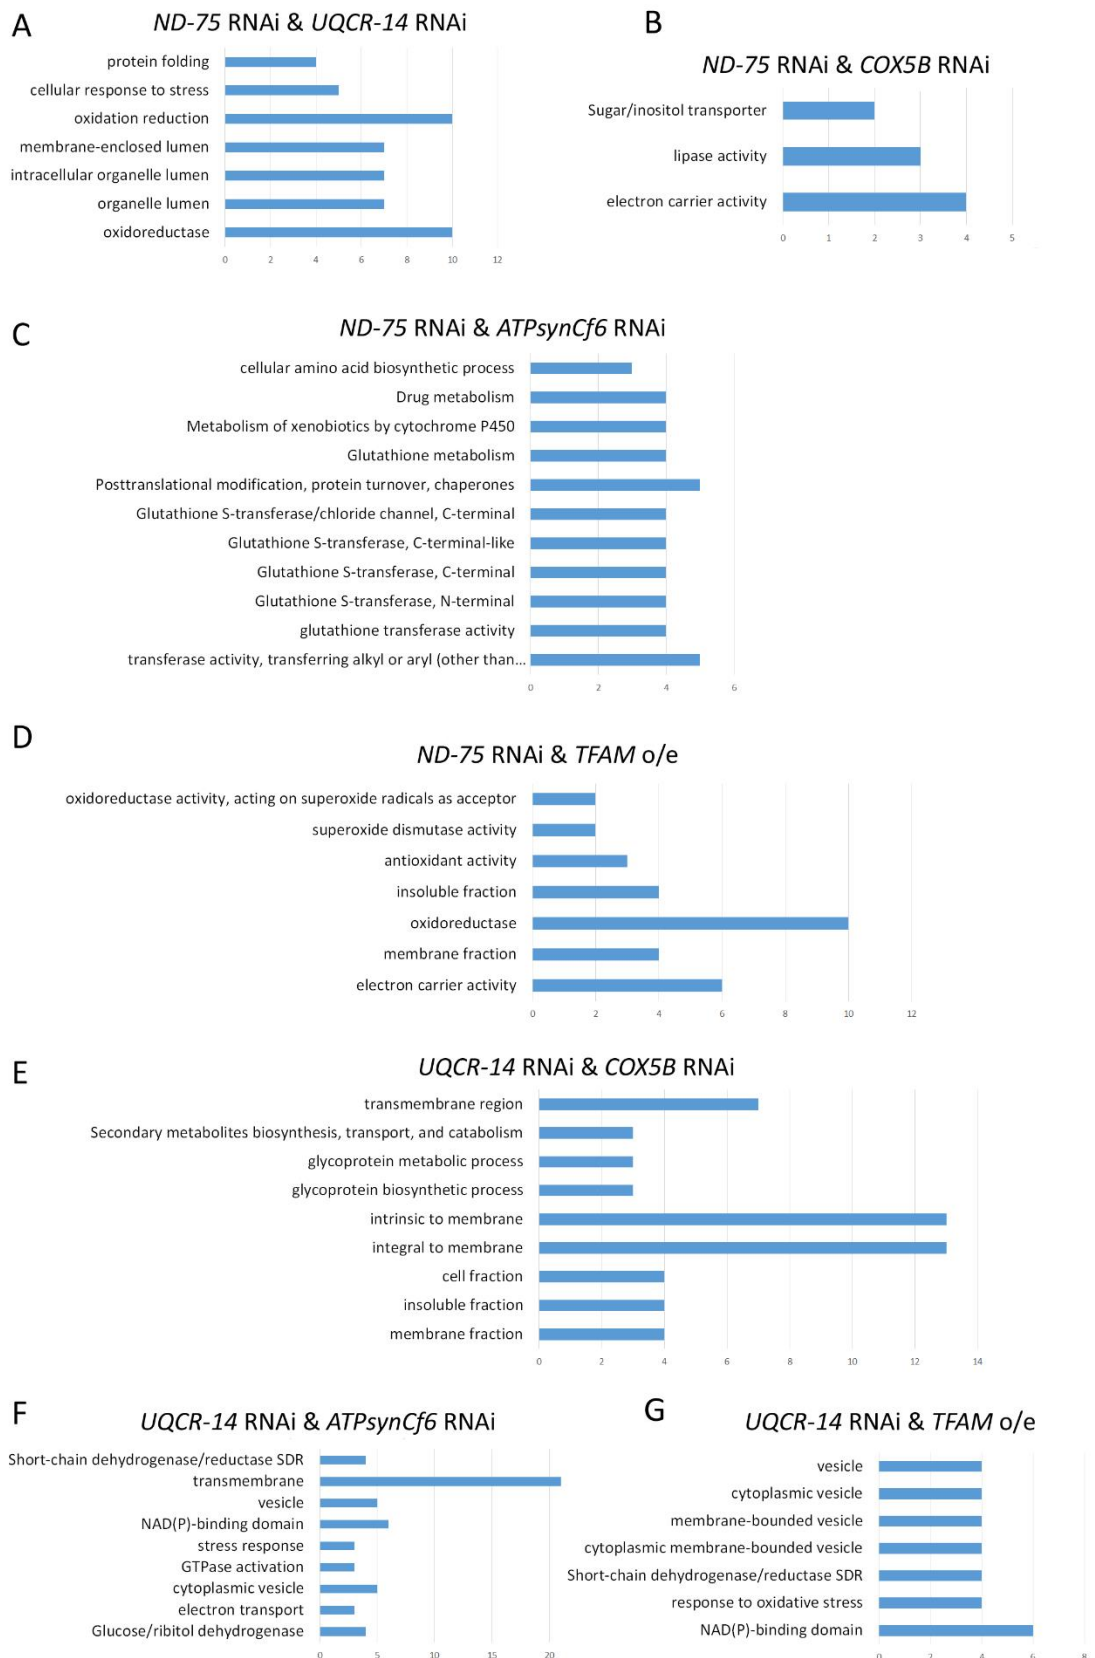 A
ND-75 RNAi & UQCR-14 RNAi
protein folding
cellular response to stress
oxidation reduction
membrane-enclosed lumen
intracellular organelle lumen
organelle lumen
oxidoreductase
0 2 4 6 8 10 12
B
ND-75 RNAi & COX5B RNAi
Sugar/inositol transporter
lipase activity
electron carrier activity
0 1 2 3 4 5
C
ND-75 RNAi & ATPsynCf6 RNAi
cellular amino acid biosynthetic process
Drug metabolism
Metabolism of xenobiotics by cytochrome P450
Glutathione metabolism
Posttranslational modification, protein turnover, chaperones
Glutathione S-transferase/chloride channel, C-terminal
Glutathione S-transferase, C-terminal-like
Glutathione S-transferase, C-terminal
Glutathione S-transferase, N-terminal
glutathione transferase activity
transferase activity, transferring alkyl or aryl (other than...
0 2 4 6
D
ND-75 RNAi & TFAM o/e
oxidoreductase activity, acting on superoxide radicals as acceptor
superoxide dismutase activity
antioxidant activity
insoluble fraction
oxidoreductase
membrane fraction
electron carrier activity
0 2 4 6 8 10 12
E
UQCR-14 RNAi & COX5B RNAi
transmembrane region
Secondary metabolites biosynthesis, transport, and catabolism
glycoprotein metabolic process
glycoprotein biosynthetic process
intrinsic to membrane
integral to membrane
cell fraction
insoluble fraction
membrane fraction
0 2 4 6 8 10 12 14
F
UQCR-14 RNAi & ATPsynCf6 RNAi
Short-chain dehydrogenase/reductase SDR
transmembrane
vesicle
NAD(P)-binding domain
stress response
GTPase activation
cytoplasmic vesicle
electron transport
Glucose/ribitol dehydrogenase
0 5 10 15 20
G
UQCR-14 RNAi & TFAM o/e
vesicle
cytoplasmic vesicle
membrane-bounded vesicle
cytoplasmic membrane-bounded vesicle
Short-chain dehydrogenase/reductase SDR
response to oxidative stress
NAD(P)-binding domain
0 2 4 6 8